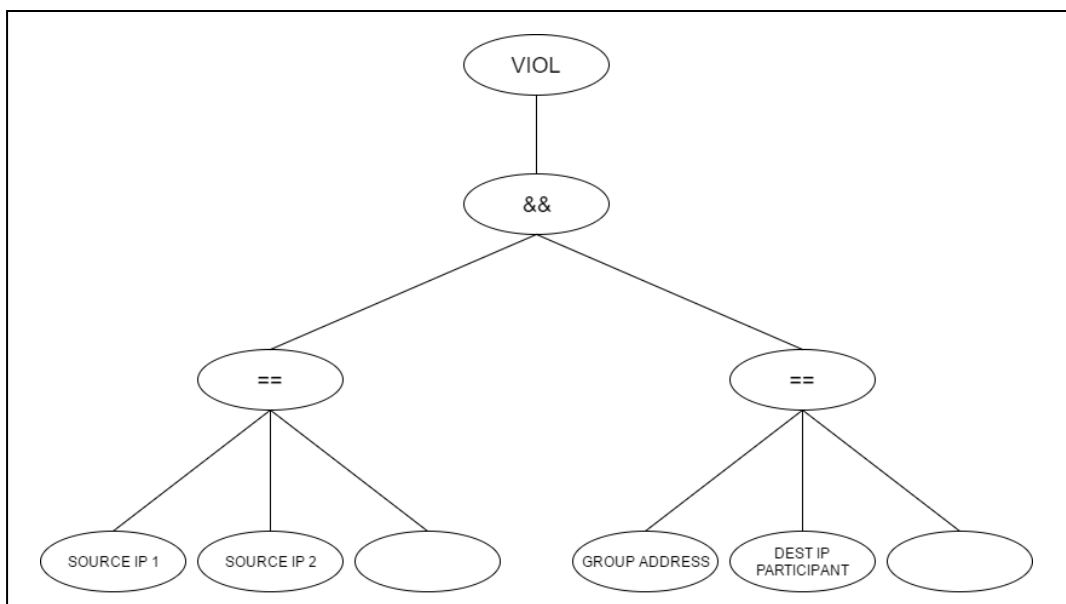 VIOL
&&
==
==
SOURCE IP 1
SOURCE IP 2
GROUP ADDRESS
DEST IP
PARTICIPANT